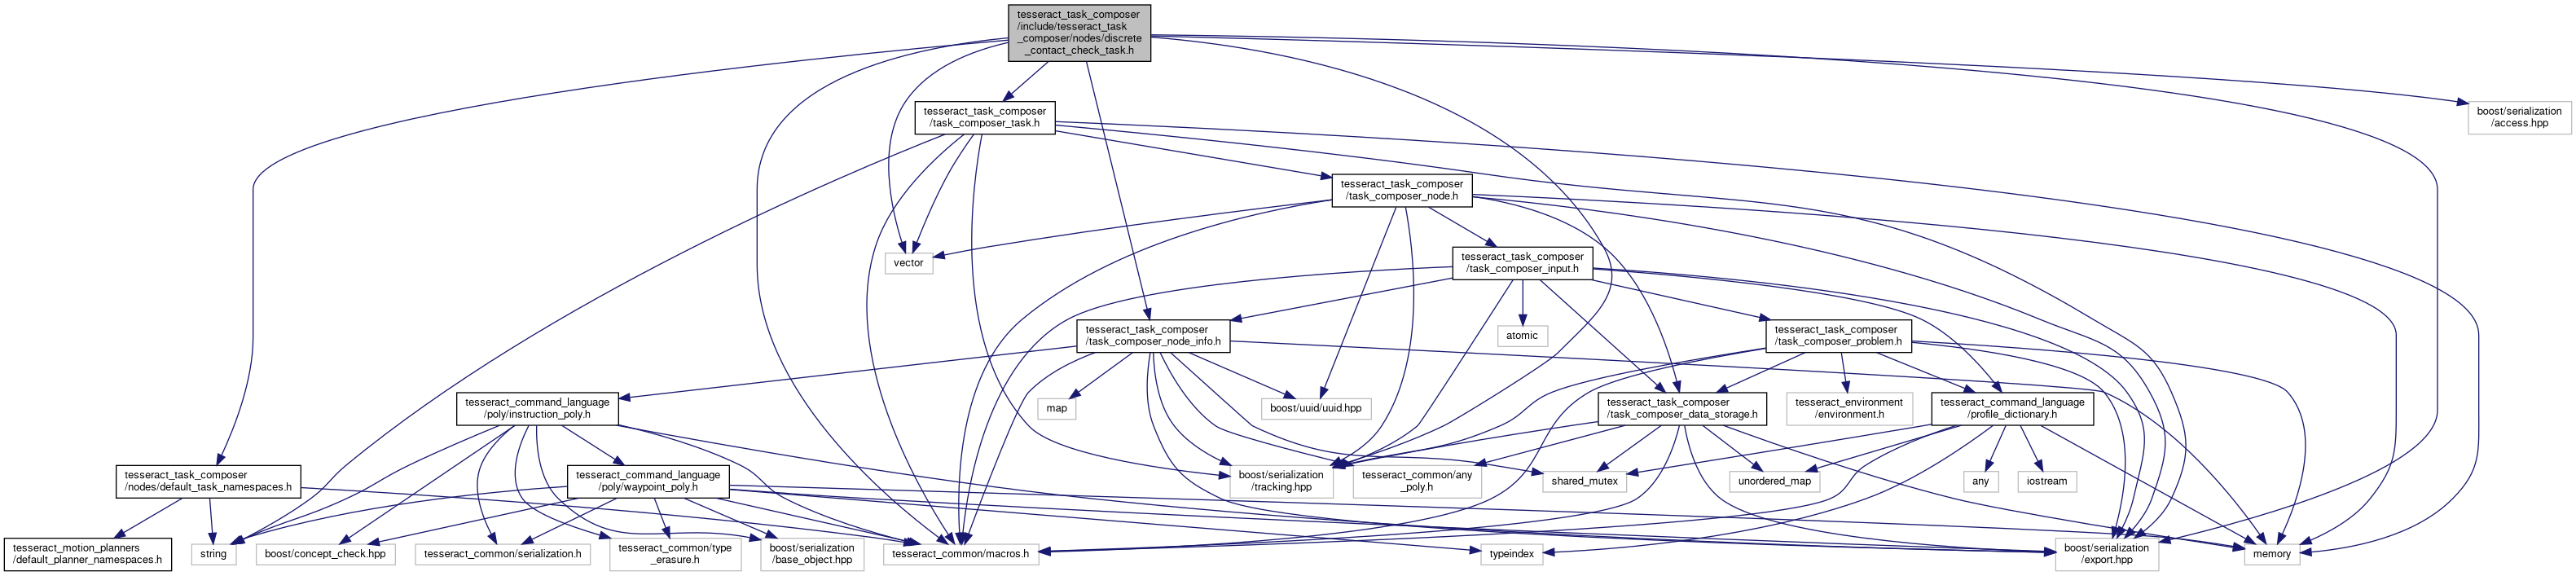 tesseract_task_composer
/include/tesseract_task
_composer/nodes/discrete
_contact_check_task.h
tesseract_task_composer
/task_composer_task.h
boost/serialization
/access.hpp
tesseract_task_composer
/task_composer_node.h
vector
tesseract_task_composer
/task_composer_input.h
tesseract_task_composer
/task_composer_node_info.h
atomic
tesseract_task_composer
/task_composer_problem.h
tesseract_command_language
/poly/instruction_poly.h
map
boost/uuid/uuid.hpp
tesseract_task_composer
/task_composer_data_storage.h
tesseract_environment
/environment.h
tesseract_command_language
/profile_dictionary.h
tesseract_task_composer
/nodes/default_task_namespaces.h
tesseract_command_language
/poly/waypoint_poly.h
boost/serialization
/tracking.hpp
tesseract_common/any
_poly.h
shared_mutex
unordered_map
any
iostream
tesseract_motion_planners
/default_planner_namespaces.h
string
boost/concept_check.hpp
tesseract_common/serialization.h
tesseract_common/type
_erasure.h
boost/serialization
/base_object.hpp
tesseract_common/macros.h
typeindex
boost/serialization
/export.hpp
memory